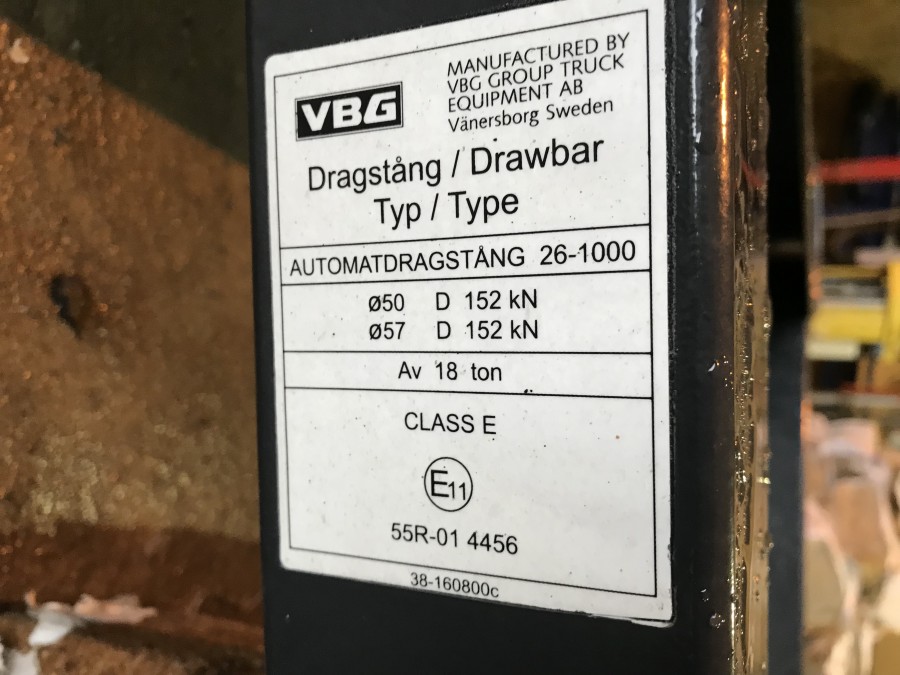 VBG
MANUFACTURED BY
VBG GROUP TRUCK
EQUIPMENT AB
Vänersborg Sweden
Dragstång / Drawbar
Typ / Type
AUTOMATDRAGSTÅNG 26-1000
ø50 D 152 kN
ø57 D 152 kN
Av 18 ton
CLASS E
E11
55R-01 4456
38-160800c